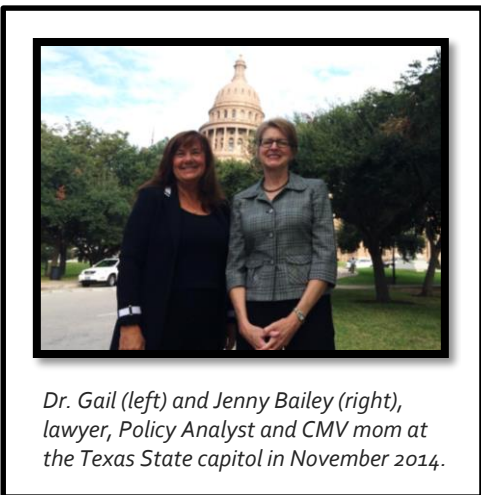 Dr. Gail (left) and Jenny Bailey (right),
lawyer, Policy Analyst and CMV mom at
the Texas State capitol in November 2014.